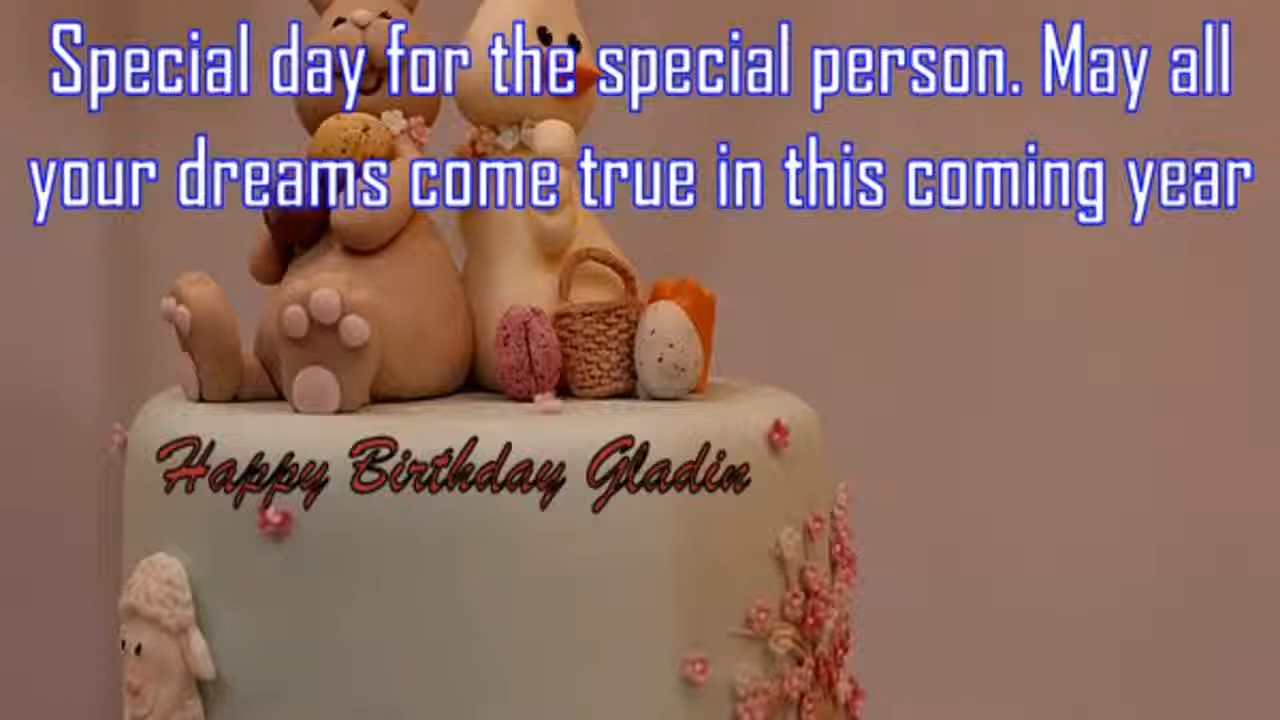 Special day for the special person. May all
your dreams come true in this coming year
Happy Birthday Gladin